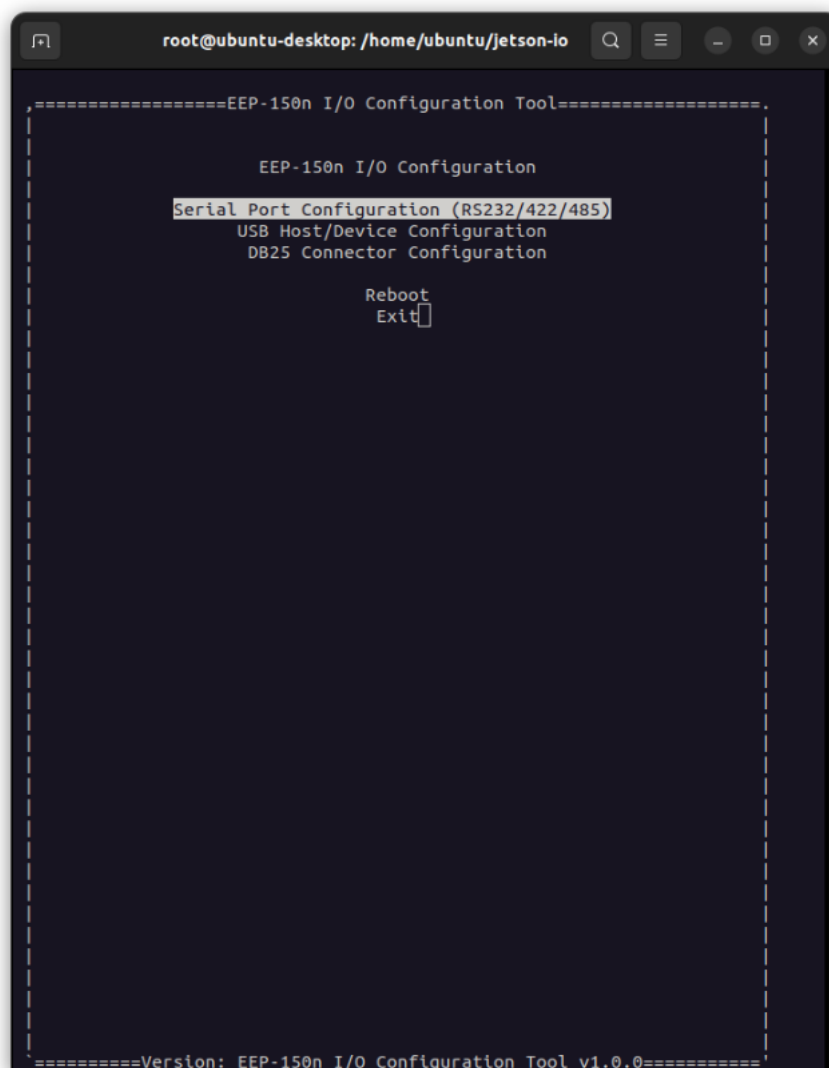 root@ubuntu-desktop: /home/ubuntu/jetson-io
,==================EEP-150n I/O Configuration Tool===================.
EEP-150n I/O Configuration
Serial Port Configuration (RS232/422/485)
USB Host/Device Configuration
DB25 Connector Configuration
Reboot
Exit
`==========Version: EEP-150n I/O Configuration Tool v1.0.0==========='